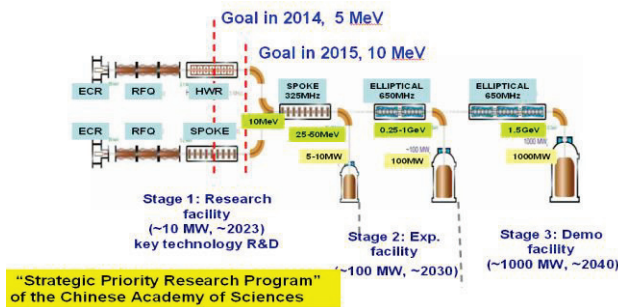 Goal in 2014, 5 MeV
Goal in 2015, 10 MeV
ECR
RFQ
HWR
ECR
RFQ
SPOKE
10MeV
SPOKE
325MHz
25-50MeV
5-10MW
ELLIPTICAL
650MHz
0.25-1GeV
~100 MW,
100MW
ELLIPTICAL
650MHz
1.5GeV
1000 MW,
1000MW
Stage 1: Research
facility
(~10 MW, ~2023)
key technology R&D
Stage 2: Exp.
facility
(~100 MW, ~2030)
Stage 3: Demo
facility
(~1000 MW, ~2040)
“Strategic Priority Research Program”
of the Chinese Academy of Sciences